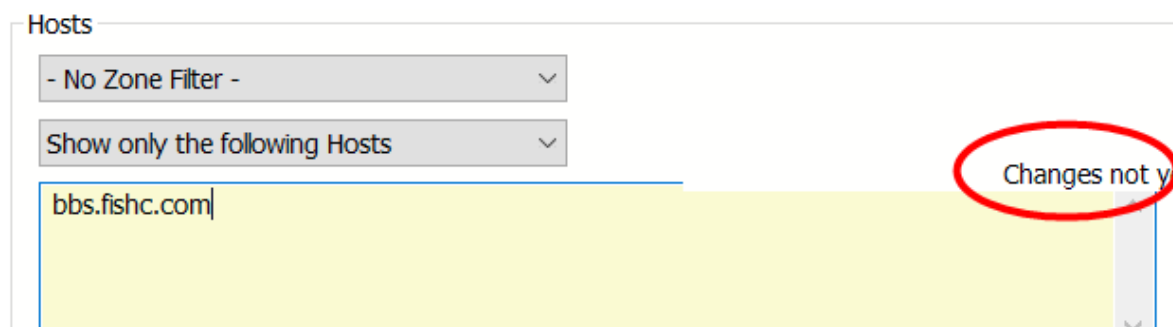 Hosts
- No Zone Filter -
Show only the following Hosts
Changes not y
bbs.fishc.com